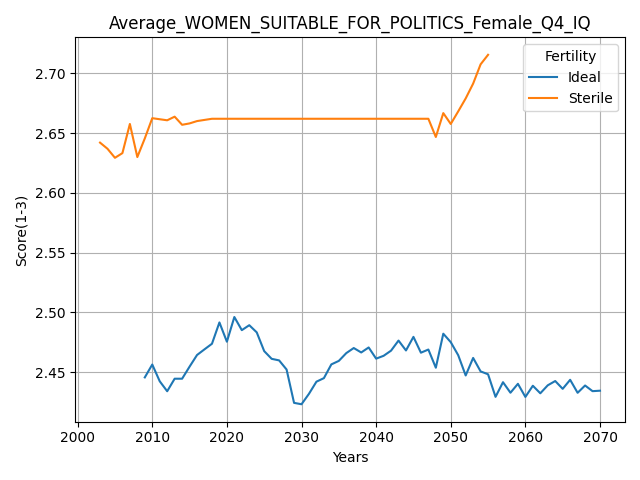 Average_WOMEN_SUITABLE_FOR_POLITICS_Female_Q4_IQ
Fertility
Ideal
Sterile
Score(1-3)
2.70
2.65
2.60
2.55
2.50
2.45
2000 2010 2020 2030 2040 2050 2060 2070
Years